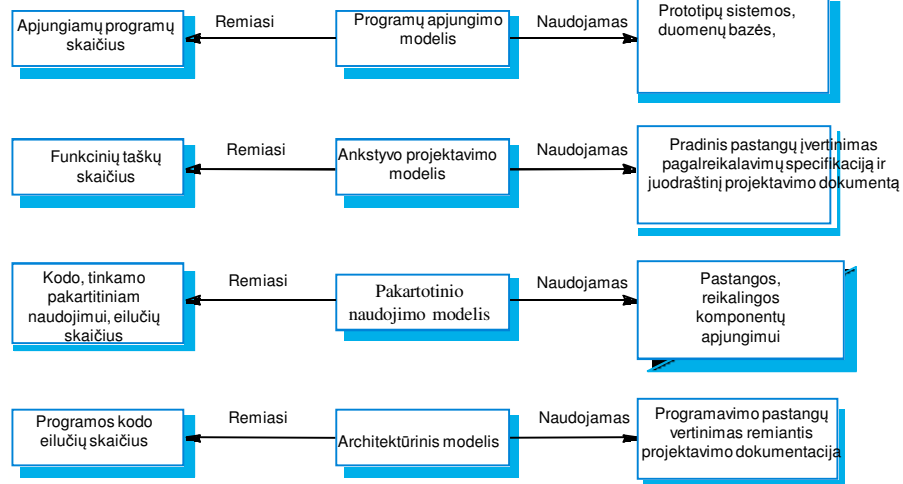 Apjungiamų programų
skaičius
Remiasi
Programų apjungimo
modelis
Naudojamas
Prototipų sistemos,
duomenų bazės,
Funkcinių taškų
skaičius
Remiasi
Ankstyvo projektavimo
modelis
Naudojamas
Pradinis pastangų įvertinimas
pagalreikalavimų specifikaciją ir
juodraštinį projektavimo dokumentą
Kodo, tinkamo
pakartitiniam
naudojimui, eilučių
skaičius
Remiasi
Pakartotinio
naudojimo modelis
Naudojamas
Pastangos,
reikalingos
komponentų
apjungimui
Programos kodo
eilučių skaičius
Remiasi
Architektūrinis modelis
Naudojamas
Programavimo pastangų
vertinimas remiantis
projektavimo dokumentacija